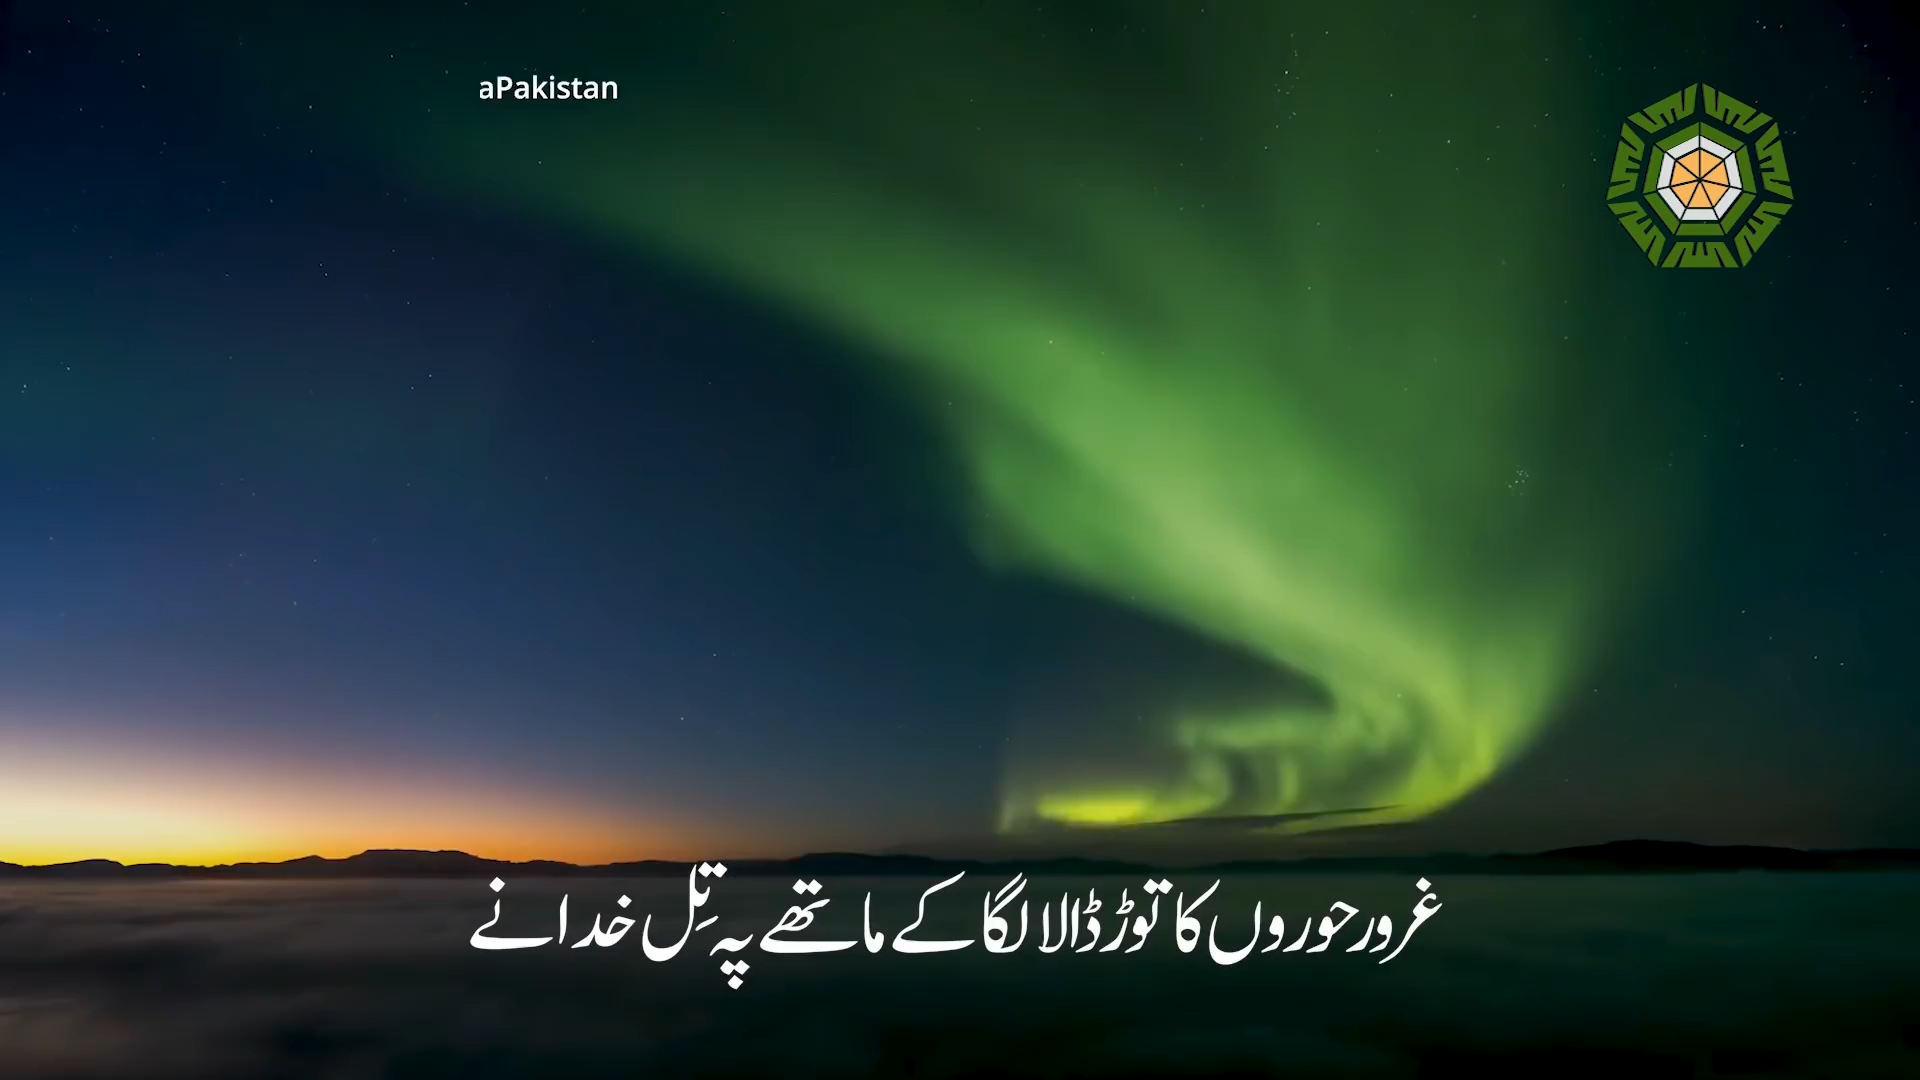 aPakistan
غرور حوروں کا توڑ ڈالا لگا کے ماتھے پہ تِل خدا نے